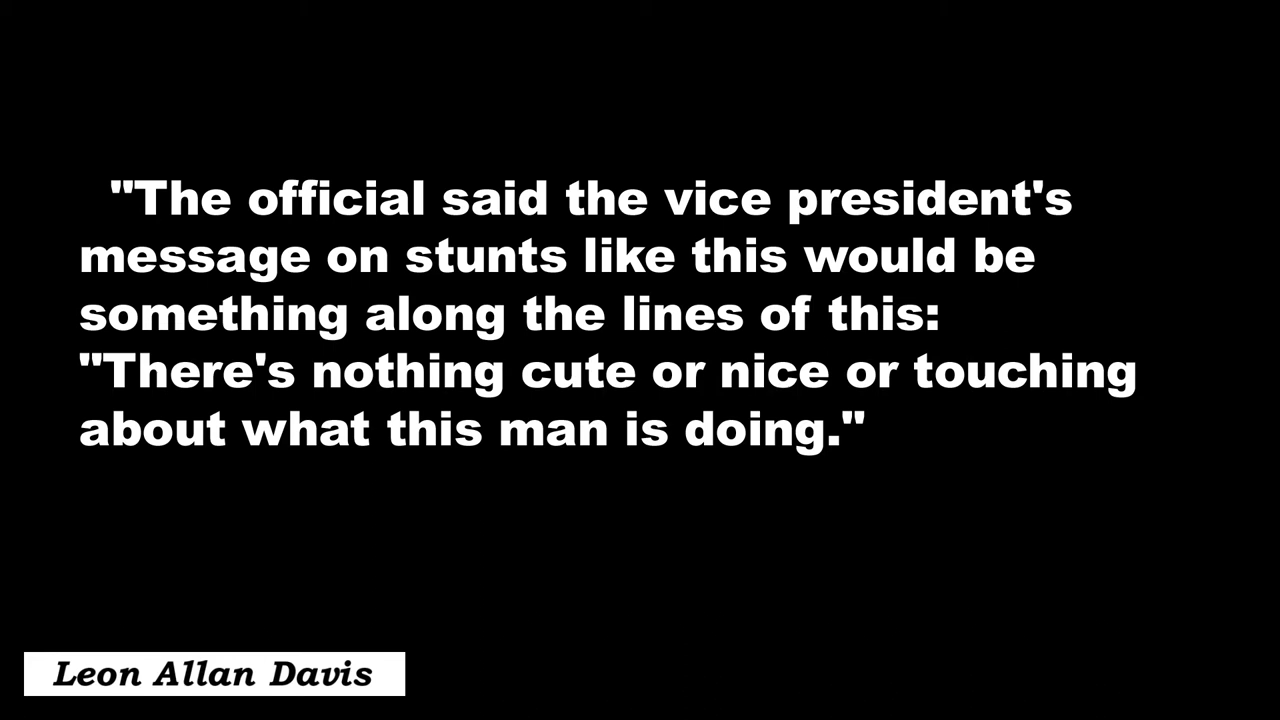 "The official said the vice president's
message on stunts like this would be
something along the lines of this:
"There's nothing cute or nice or touching
about what this man is doing."
Leon Allan Davis